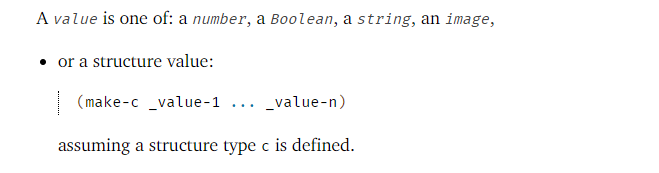 A value is one of: a number, a Boolean, a string, an image,
• or a structure value:
(make-c _value-1 ... _value-n)
assuming a structure type c is defined.